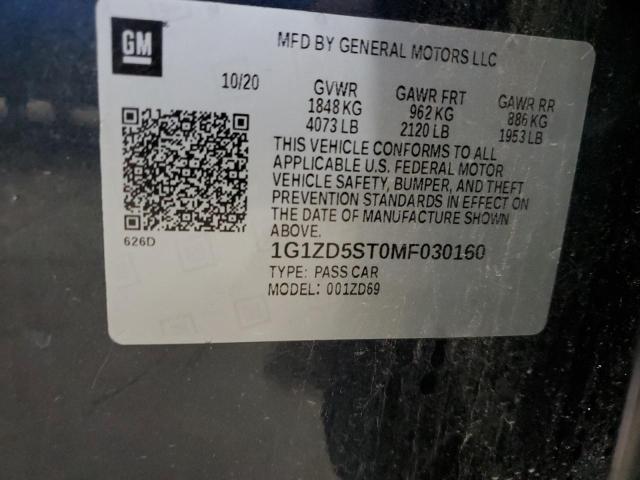 GM
MFD BY GENERAL MOTORS LLC
10/20
GVWR
1848 KG
4073 LB
GAWR FRT
962 KG
2120 LB
GAWR RR
886 KG
1953 LB
THIS VEHICLE CONFORMS TO ALL
APPLICABLE U.S. FEDERAL MOTOR
VEHICLE SAFETY, BUMPER, AND THEFT
PREVENTION STANDARDS IN EFFECT ON
THE DATE OF MANUFACTURE SHOWN
ABOVE.
626D
1G1ZD5ST0MF030160
TYPE: PASS CAR
MODEL: 001ZD69